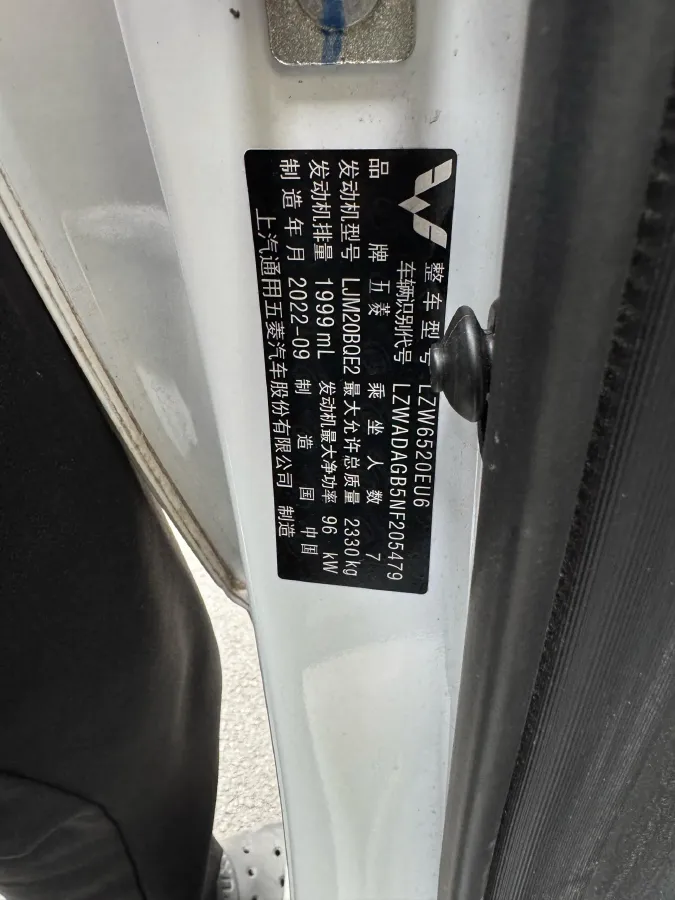 整车型号 LZW6520EU6
车辆识别代号 LZWADAGB5NF205479
品牌 五菱 乘坐人数 7
发动机型号 LJM20BQE2 最大允许总质量 2330kg
发动机排量 1999mL 发动机最大净功率 96 kW
制造年月 2022-09 制造国 中国
上汽通用五菱汽车股份有限公司 制造